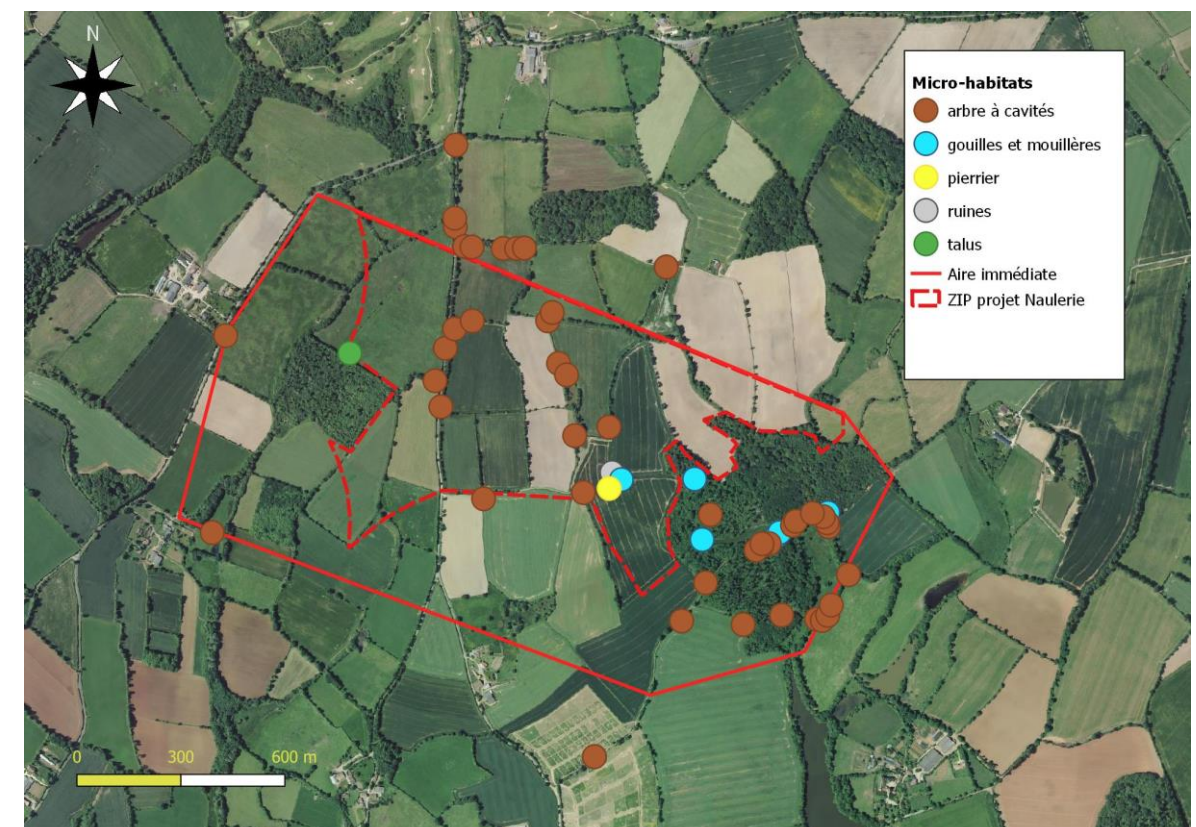 N
Micro-habitats
arbre à cavités
gouilles et mouillères
pierrier
ruines
talus
Aire immédiate
ZIP projet Naulerie
0 300 600 m